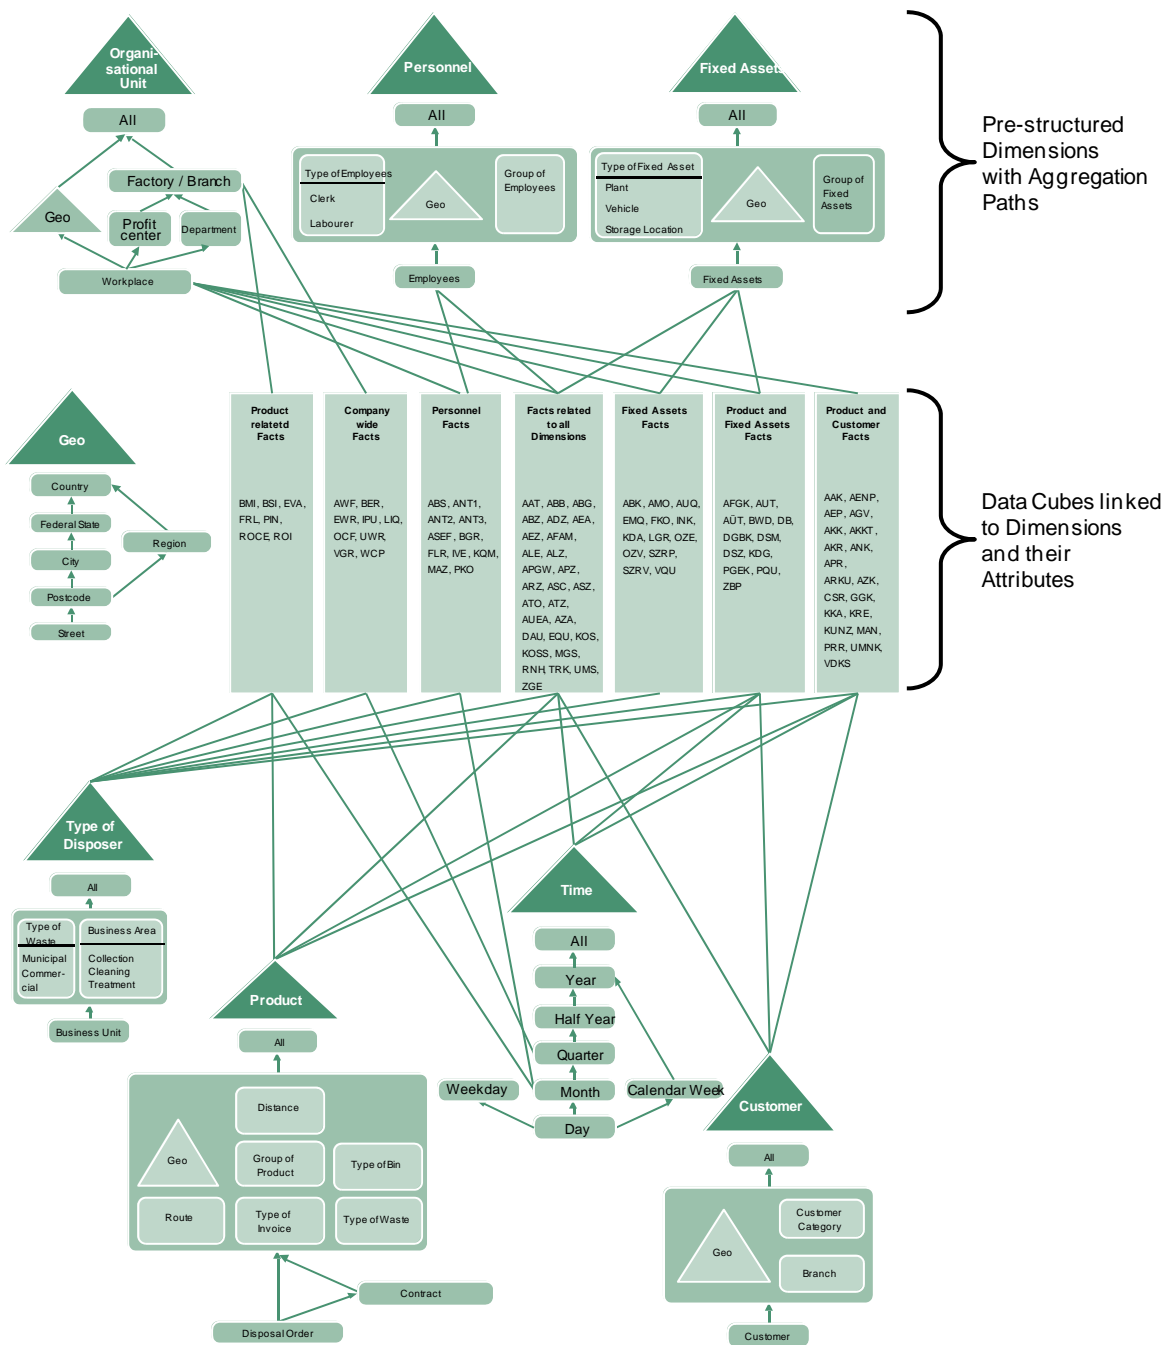 Organi-
sational
Unit
All
Factory / Branch
Geo
Profit
center
Department
Workplace
Personnel
All
Type of Employees
Clerk
Labourer
Geo
Group of
Employees
Employees
Fixed Assets
All
Type of Fixed Asset
Plant
Vehicle
Storage Location
Geo
Group of
Fixed
Assets
Fixed Assets
Pre-structured
Dimensions
with Aggregation
Paths
Geo
Country
Federal State
City
Postcode
Street
Region
Product
relatetd
Facts
BMI, BSI, EVA,
FRL, PIN,
ROCE, ROI
Company
wide
Facts
AWF, BER,
EWR, IPU, LIQ,
OCF, UWR,
VGR, WCP
Personnel
Facts
ABS, ANT1,
ANT2, ANT3,
ASEF, BGR,
FLR, IVE, KQM,
MAZ, PKO
Facts related
to all
Dimensions
AAT, ABB, ABG,
ABZ, ADZ, AEA,
AEZ, AFAM,
ALE, ALZ,
APGW, APZ,
ARZ, ASC, ASZ,
ATO, ATZ,
AUEA, AZA,
DAU, EQU, KOS,
KOSS, MGS,
RNH, TRK, UMS,
ZGE
Fixed Assets
Facts
ABK, AMO, AUQ,
EMQ, FKO, INK,
KDA, LGR, OZE,
OZV, SZRP,
SZRV, VQU
Product and
Fixed Assets
Facts
AFGK, AUT,
AÜT, BWD, DB,
DGBK, DSM,
DSZ, KDG,
PGEK, PQU,
ZBP
Product and
Customer
Facts
AAK, AENP,
AEP, AGV,
AKK, AKKT,
AKR, ANK,
APR,
ARKU, AZK,
CSR, GGK,
KKA, KRE,
KUNZ, MAN,
PRR, UMNK,
VDKS
Data Cubes linked
to Dimensions
and their
Attributes
Type of
Disposer
All
Type of
Waste
Municipal
Commer-
cial
Business Area
Collection
Cleaning
Treatment
Business Unit
Product
All
Distance
Geo
Group of
Product
Type of Bin
Route
Type of
Invoice
Type of Waste
Contract
Disposal Order
Time
All
Year
Half Year
Quarter
Weekday
Month
Calendar Week
Day
Customer
All
Geo
Customer
Category
Branch
Customer